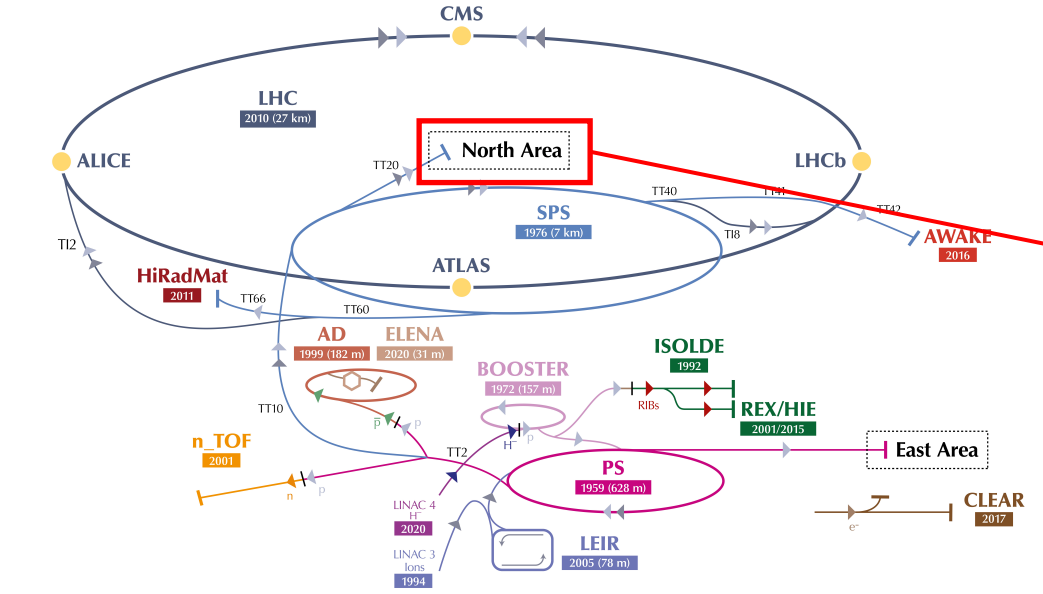 CMS
LHC
2010 (27 km)
North Area
TT20
ALICE
LHCb
TT40
TT41
TT42
SPS
1976 (7 km)
TI8
AWAKE
2016
TI2
ATLAS
HiRadMat
2011
TT66
TT60
AD
1999 (182 m)
ELENA
2020 (31 m)
ISOLDE
1992
BOOSTER
1972 (157 m)
RIBs
REX/HIE
2001/2015
TT10
p̅
p
H⁻
p
n_TOF
2001
TT2
East Area
n
p
PS
1959 (628 m)
LINAC 4
H⁻
2020
CLEAR
2017
e⁻
LINAC 3
Ions
1994
LEIR
2005 (78 m)